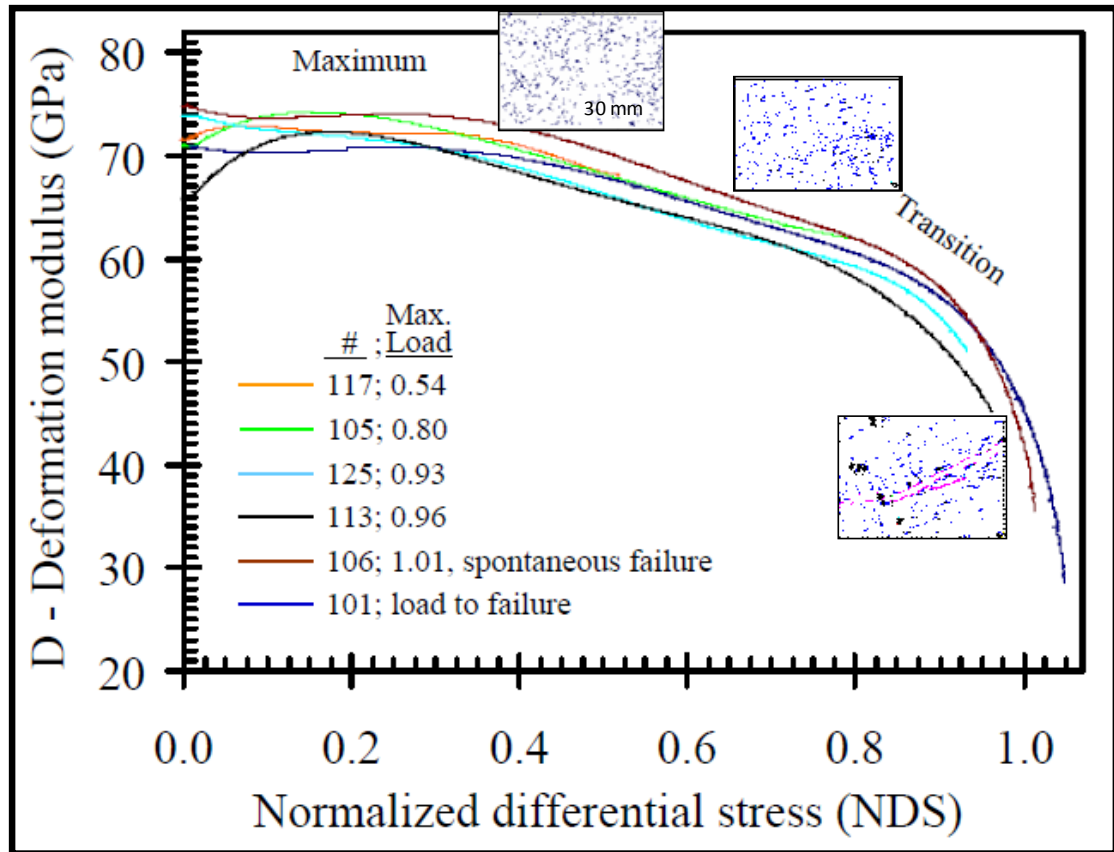 D - Deformation modulus (GPa)
80
70
60
50
40
30
20
Maximum
30 mm
Transition
Max.
# ; Load
117; 0.54
105; 0.80
125; 0.93
113; 0.96
106; 1.01, spontaneous failure
101; load to failure
0.0 0.2 0.4 0.6 0.8 1.0
Normalized differential stress (NDS)